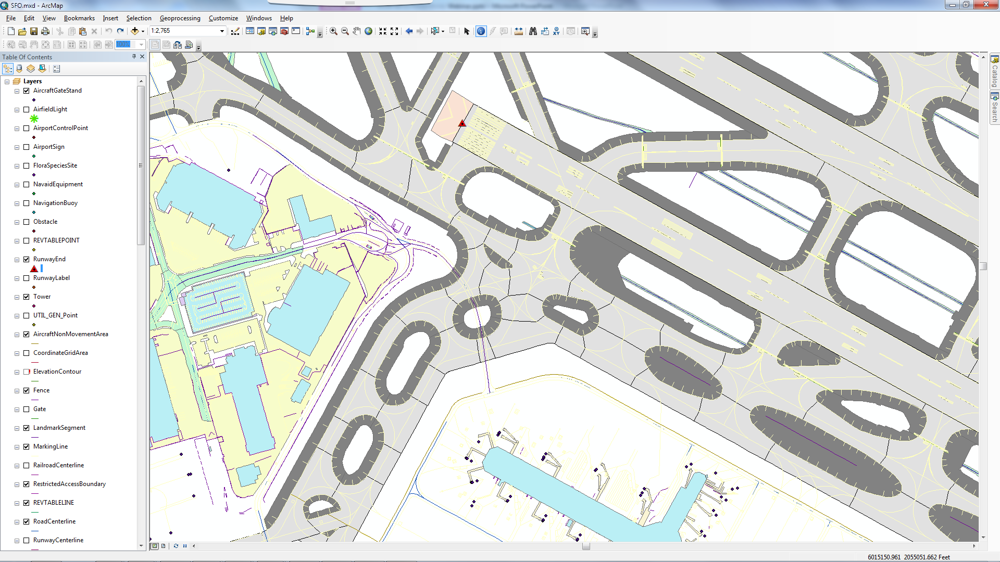 SFO.mxd - ArcMap
File Edit View Bookmarks Insert Selection Geoprocessing Customize Windows Help
1:2,765
100%
Table Of Contents
Layers
AircraftGateStand
AirfieldLight
AirportControlPoint
AirportSign
FloraSpeciesSite
NavaidEquipment
NavigationBuoy
Obstacle
REVTABLEPOINT
RunwayEnd
RunwayLabel
Tower
UTIL_GEN_Point
AircraftNonMovementArea
CoordinateGridArea
ElevationContour
Fence
Gate
LandmarkSegment
MarkingLine
RailroadCenterline
RestrictedAccessBoundary
REVTABLELINE
RoadCenterline
RunwayCenterline
Catalog
Search
6015150.961 2055051.662 Feet